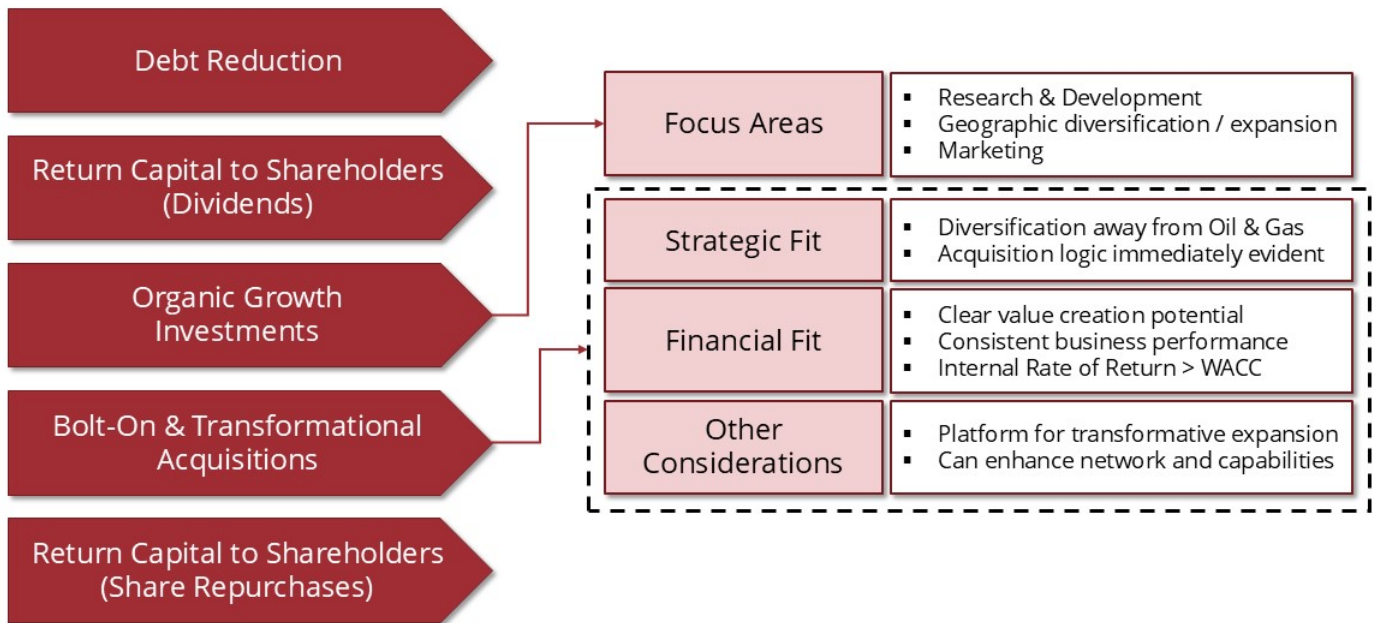 Debt Reduction
Return Capital to Shareholders
(Dividends)
Organic Growth
Investments
Bolt-On & Transformational
Acquisitions
Return Capital to Shareholders
(Share Repurchases)
Focus Areas
▪ Research & Development
▪ Geographic diversification / expansion
▪ Marketing
Strategic Fit
▪ Diversification away from Oil & Gas
▪ Acquisition logic immediately evident
Financial Fit
▪ Clear value creation potential
▪ Consistent business performance
▪ Internal Rate of Return > WACC
Other
Considerations
▪ Platform for transformative expansion
▪ Can enhance network and capabilities